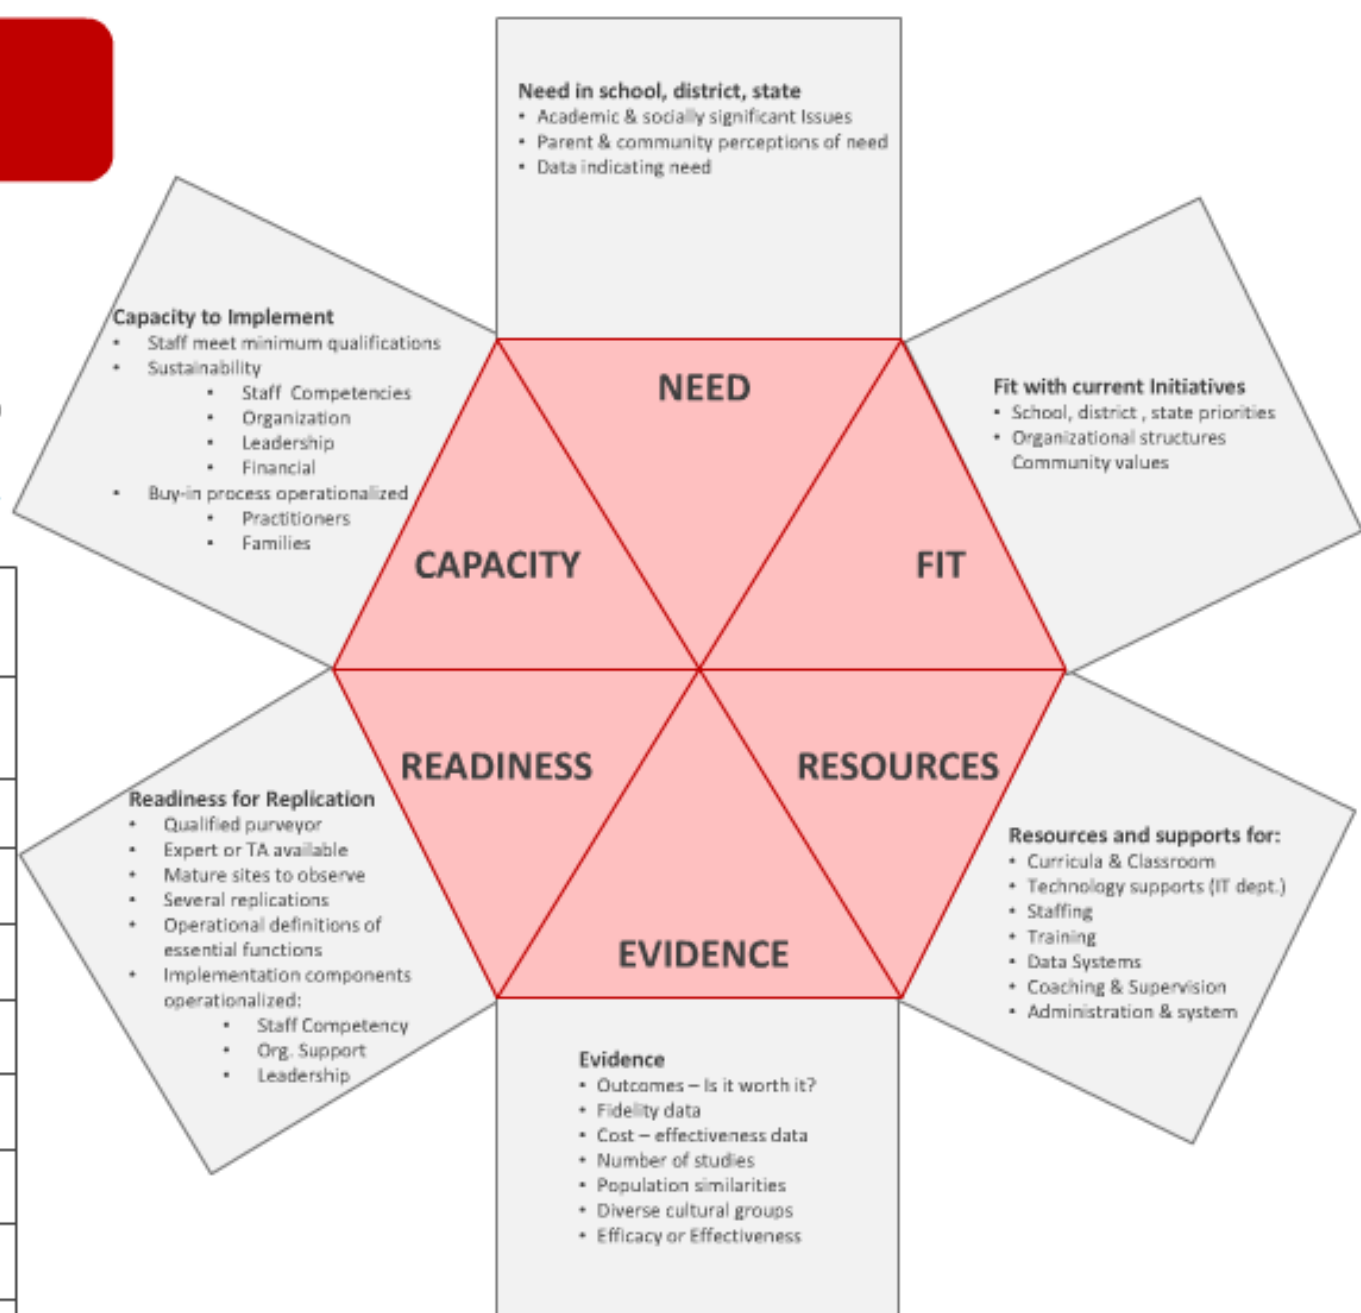 Need in school, district, state
• Academic & socially significant Issues
• Parent & community perceptions of need
• Data indicating need
Capacity to Implement
• Staff meet minimum qualifications
• Sustainability
• Staff Competencies
• Organization
• Leadership
• Financial
• Buy-in process operationalized
• Practitioners
• Families
Fit with current Initiatives
• School, district , state priorities
• Organizational structures
Community values
NEED
CAPACITY
FIT
READINESS
RESOURCES
EVIDENCE
Readiness for Replication
• Qualified purveyor
• Expert or TA available
• Mature sites to observe
• Several replications
• Operational definitions of
essential functions
• Implementation components
operationalized:
• Staff Competency
• Org. Support
• Leadership
Resources and supports for:
• Curricula & Classroom
• Technology supports (IT dept.)
• Staffing
• Training
• Data Systems
• Coaching & Supervision
• Administration & system
Evidence
• Outcomes – Is it worth it?
• Fidelity data
• Cost – effectiveness data
• Number of studies
• Population similarities
• Diverse cultural groups
• Efficacy or Effectiveness